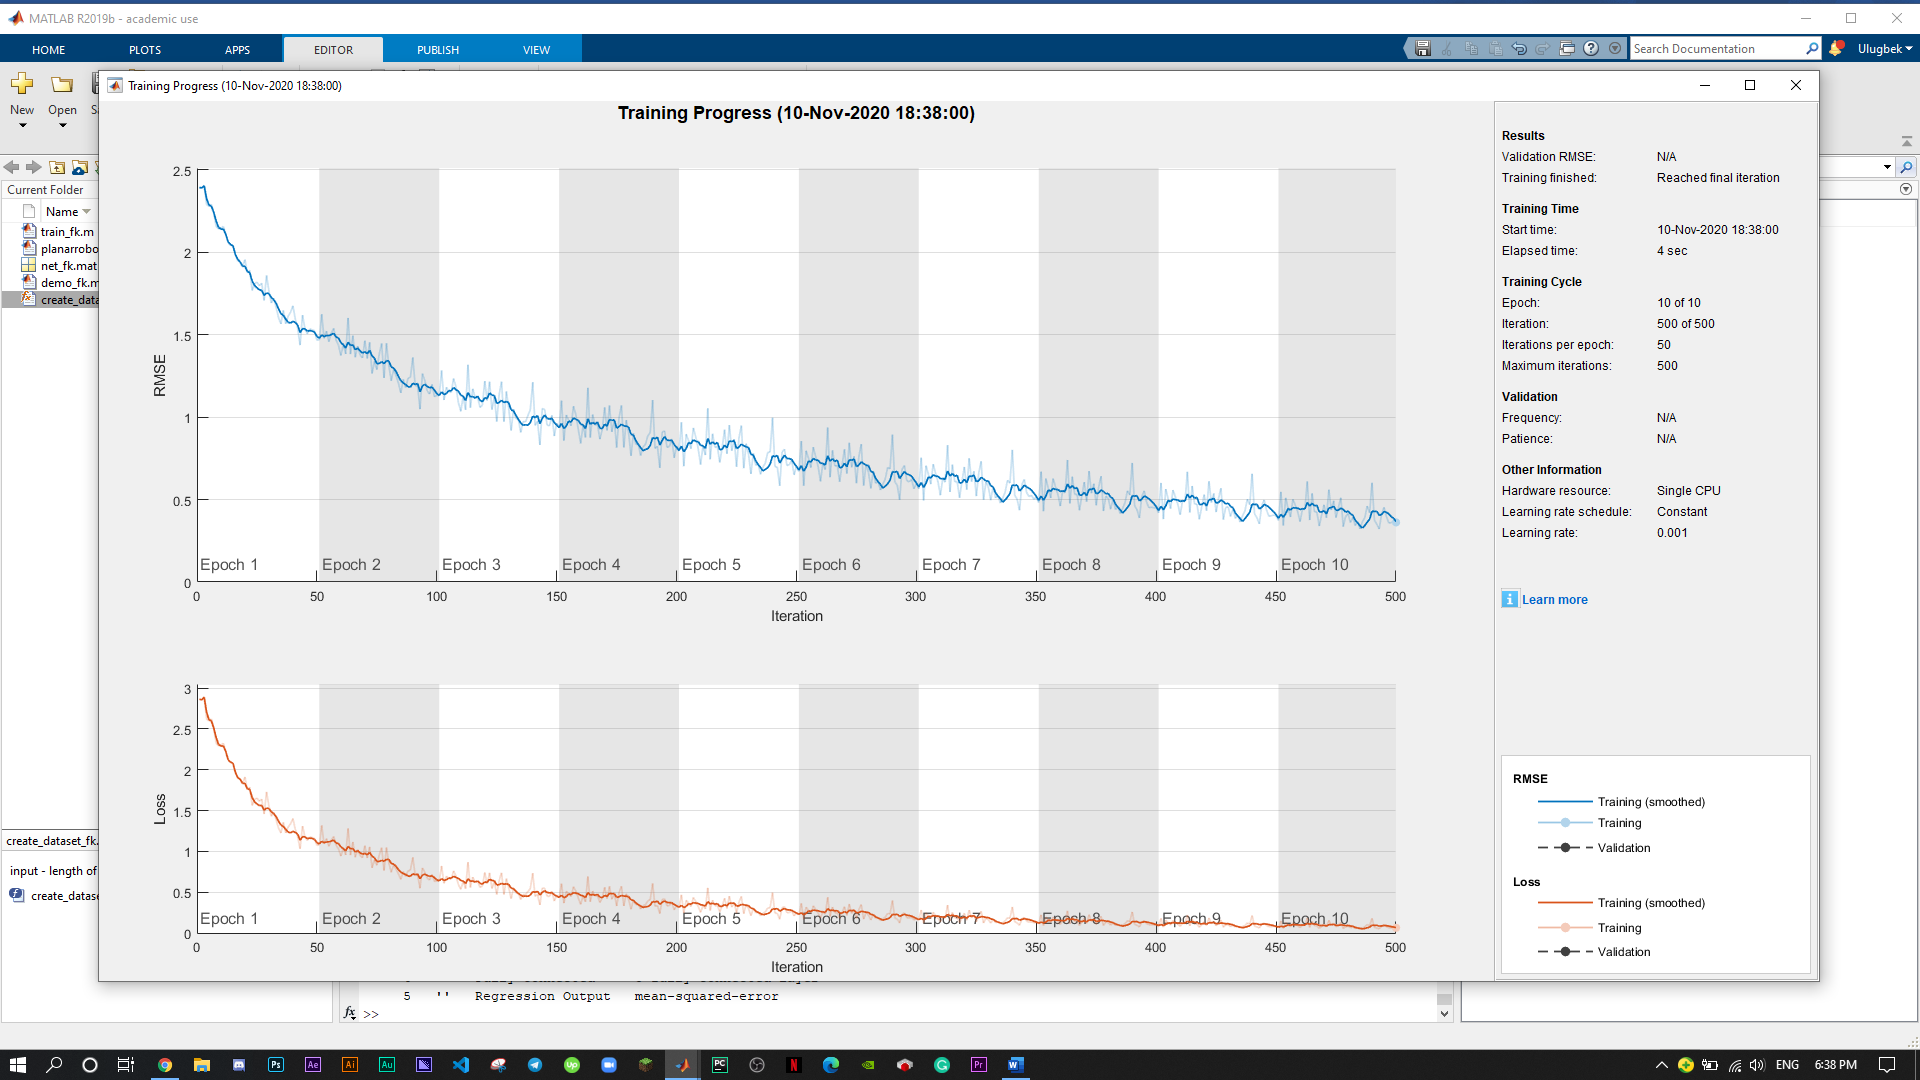 MATLAB R2019b - academic use
HOME PLOTS APPS EDITOR PUBLISH VIEW
Search Documentation
Ulugbek
New
Open
Training Progress (10-Nov-2020 18:38:00)
Training Progress (10-Nov-2020 18:38:00)
Current Folder
Name
train_fk.m
planarrobo
net_fk.mat
demo_fk.m
create_data
create_dataset_fk.
input - length of
create_datase
RMSE
2.5
2
1.5
1
0.5
0
Epoch 1 Epoch 2 Epoch 3 Epoch 4 Epoch 5 Epoch 6 Epoch 7 Epoch 8 Epoch 9 Epoch 10
0 50 100 150 200 250 300 350 400 450 500
Iteration
Loss
3
2.5
2
1.5
1
0.5
0
Epoch 1 Epoch 2 Epoch 3 Epoch 4 Epoch 5 Epoch 6 Epoch 7 Epoch 8 Epoch 9 Epoch 10
0 50 100 150 200 250 300 350 400 450 500
Iteration
Results
Validation RMSE: N/A
Training finished: Reached final iteration
Training Time
Start time: 10-Nov-2020 18:38:00
Elapsed time: 4 sec
Training Cycle
Epoch: 10 of 10
Iteration: 500 of 500
Iterations per epoch: 50
Maximum iterations: 500
Validation
Frequency: N/A
Patience: N/A
Other Information
Hardware resource: Single CPU
Learning rate schedule: Constant
Learning rate: 0.001
Learn more
RMSE
Training (smoothed)
Training
Validation
Loss
Training (smoothed)
Training
Validation
5 '' Regression Output mean-squared-error
fx >>
ENG 6:38 PM